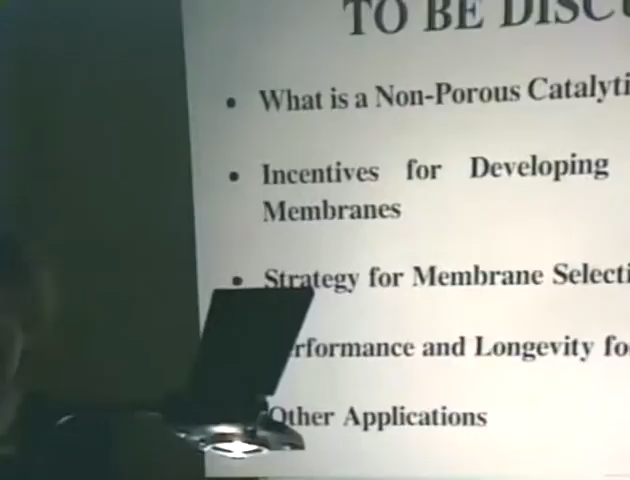 TO BE DISCU
• What is a Non-Porous Catalyti
• Incentives for Developing
Membranes
• Strategy for Membrane Selecti
rformance and Longevity fo
Other Applications